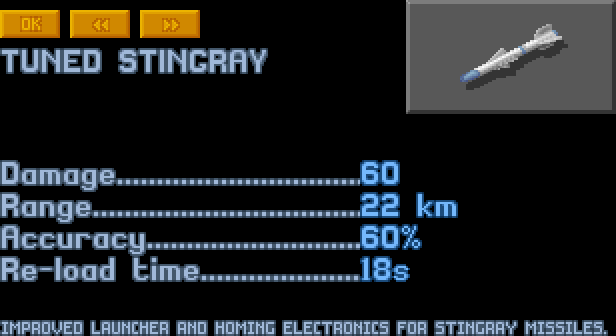 OK
TUNED STINGRAY
Damage..............................60
Range.................................22 km
Accuracy..........................60%
Re-load time...................18s
IMPROVED LAUNCHER AND HOMING ELECTRONICS FOR STINGRAY MISSILES.